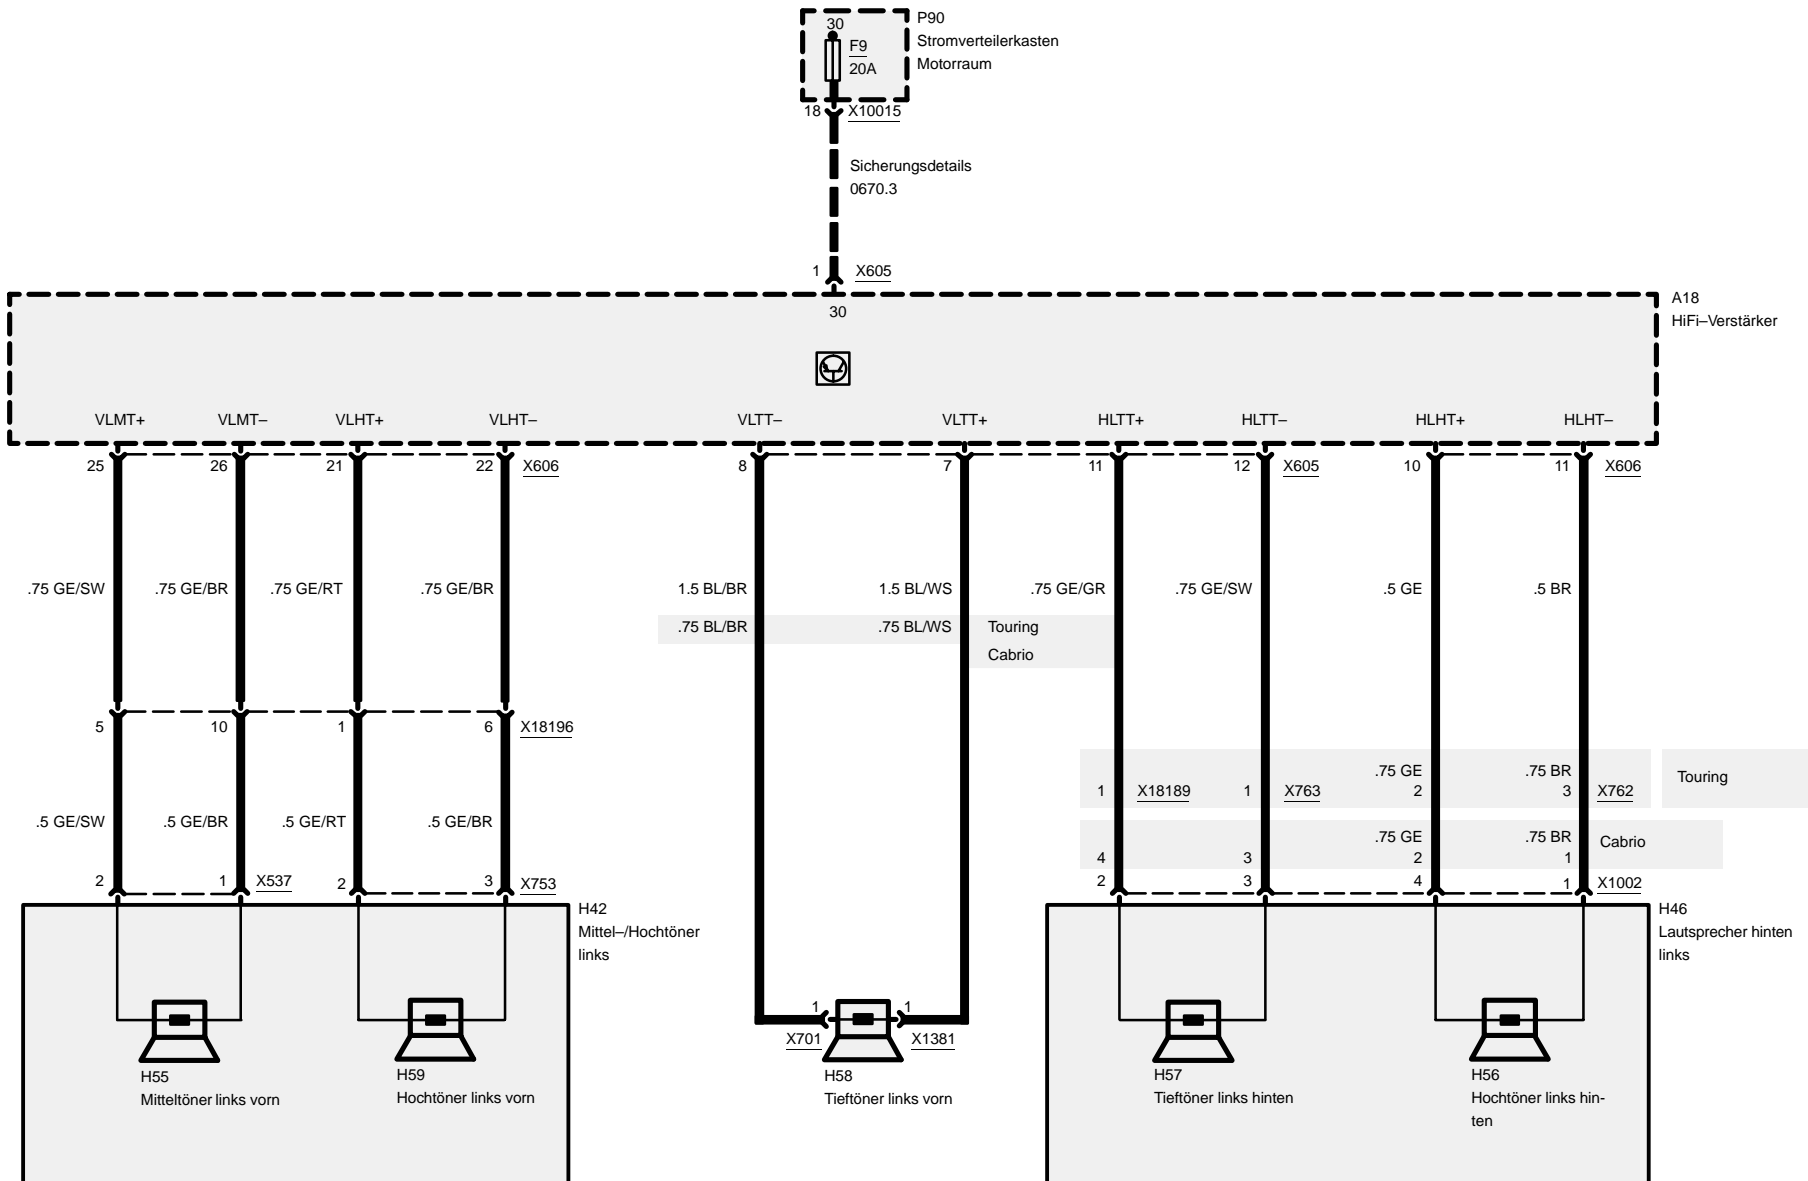 30
F9
20A
P90
Stromverteilerkasten
Motorraum
18 X10015
Sicherungsdetails
0670.3
1 X605
30
A18
HiFi–Verstärker
VLMT+ VLMT– VLHT+ VLHT– VLTT– VLTT+ HLTT+ HLTT– HLHT+ HLHT–
25 26 21 22 X606 8 7 11 12 X605 10 11 X606
.75 GE/SW .75 GE/BR .75 GE/RT .75 GE/BR 1.5 BL/BR 1.5 BL/WS .75 GE/GR .75 GE/SW .5 GE .5 BR
.75 BL/BR .75 BL/WS Touring
Cabrio
5 10 1 6 X18196
.75 GE .75 BR
1 X18189 1 X763 2 3 X762
Touring
.5 GE/SW .5 GE/BR .5 GE/RT .5 GE/BR
.75 GE .75 BR Cabrio
4 3 2 1
2 1 X537 2 3 X753 2 3 4 1 X1002
H42
Mittel–/Hochtöner
links
H46
Lautsprecher hinten
links
1 1
X701 X1381
H55
Mitteltöner links vorn
H59
Hochtöner links vorn
H58
Tieftöner links vorn
H57
Tieftöner links hinten
H56
Hochtöner links hin-
ten